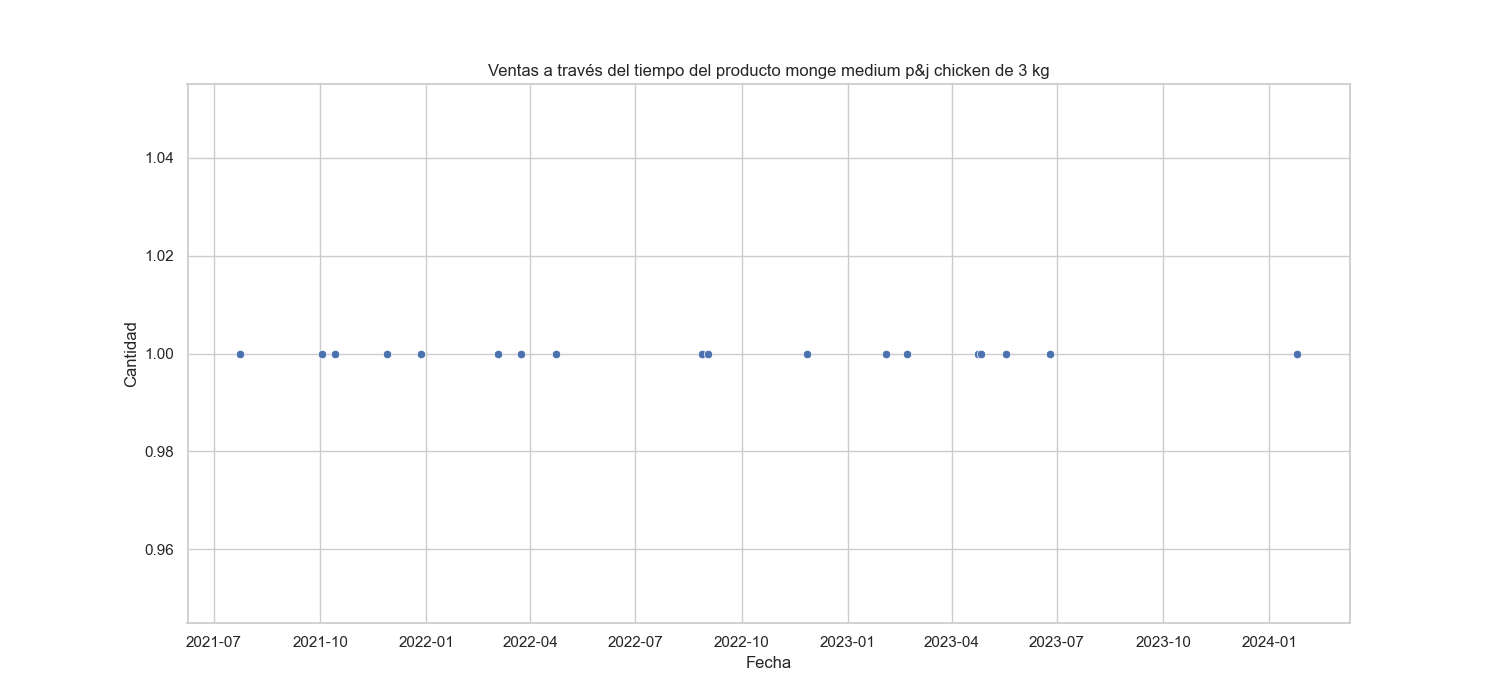 Ventas a través del tiempo del producto monge medium p&j chicken de 3 kg
1.04
1.02
1.00
0.98
0.96
Cantidad
2021-07 2021-10 2022-01 2022-04 2022-07 2022-10 2023-01 2023-04 2023-07 2023-10 2024-01
Fecha